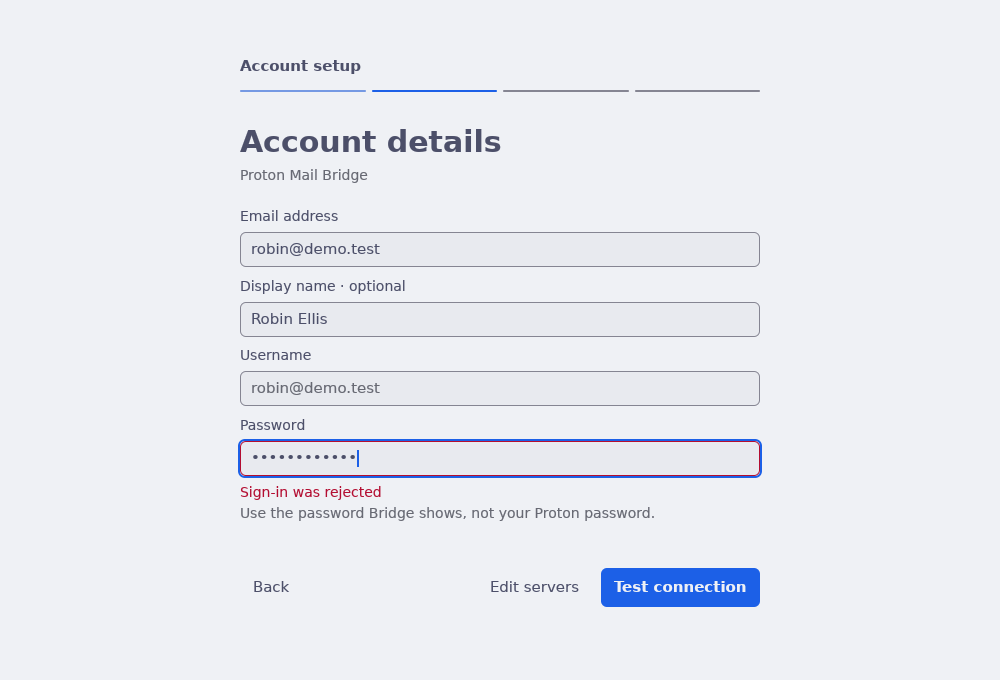 Account setup
Account details
Proton Mail Bridge
Email address
robin@demo.test
Display name · optional
Robin Ellis
Username
robin@demo.test
Password
••••••••••••
Sign-in was rejected
Use the password Bridge shows, not your Proton password.
Back
Edit servers
Test connection